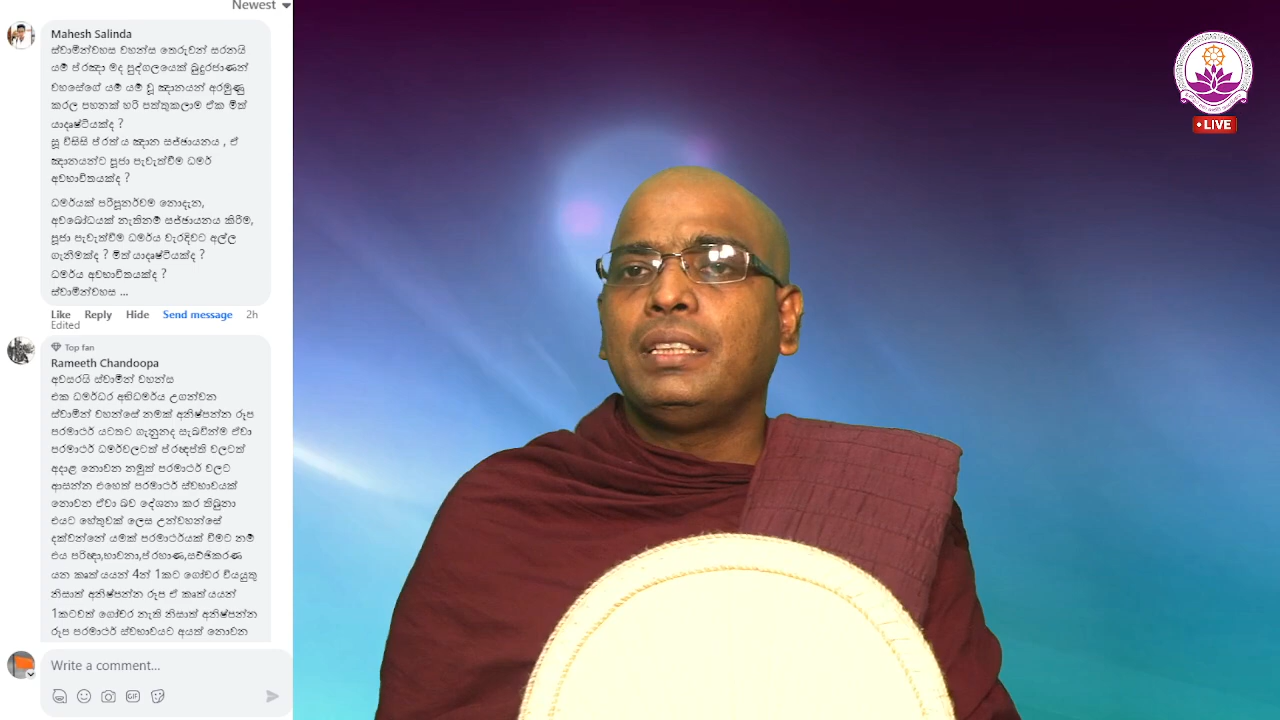 Newest
Mahesh Salinda
ස්වාමීන්වහස වහන්ස තෙරුවන් සරනයි
යම් ප්රඥා මද පුද්ගලයෙක් බුදුරජාණන්
වහසේගේ යම් යම් වූ ඤානයන් අරමුණු
කරල පහනක් හරි පත්තුකලාම ඒක මිත්
යාදෘෂ්ටියක්ද ?
සූ විසිසි ප්රත්ය ඤාන සජ්ඣායනය , ඒ
ඤානයන්ට පූජා පැවැත්වීම ධර්ම
අවභාවිතයක්ද ?
ධර්මයක් පරිපූර්නවම නොදැන,
අවබෝධයක් නැතිනම් සජ්ඣායනය කිරීම,
පූජා පැවැත්වීම ධර්මය වැරදිවට අල්ල
ගැනීමක්ද ? මිත්යාදෘෂ්ටියක්ද ?
ධර්මය අවභාවිතයක්ද ?
ස්වාමීන්වහස ...
Like Reply Hide Send message 2h
Edited
Top fan
Rameeth Chandoopa
අවසරයි ස්වාමීන් වහන්ස
එක ධර්මධර අභිධර්මය උගන්වන
ස්වාමීන් වහන්සේ නමක් අනිෂ්පන්න රූප
පරමාර්ථ යටතට ගැනුනද සැබවින්ම ඒවා
පරමාර්ථ ධර්මවලටත් ප්රඥප්ති වලටත්
අදාළ නොවන නමුත් පරමාර්ථ වලට
ආසන්න එහෙත් පරමාර්ථ ස්වභාවයක්
නොවන ඒවා බව දේශනා කර තිබුනා
එයට හේතුවක් ලෙස උන්වහන්සේ
දක්වන්නේ යමක් පරමාර්ථයක් වීමට නම්
එය පරිඥා,භාවනා,ප්රහාණ,සච්ඡිකරණ
යන කෘත්යයන් 4න් 1කට ගෝචර වියයුතු
නිසාත් අනිෂ්පන්න රූප ඒ කෘත්යයන්
1කටවත් ගෝචර නැති නිසාත් අනිෂ්පන්න
රූප පරමාර්ථ ස්වභාවයට අයත් නොවන
Write a comment...
GIF
LIVE